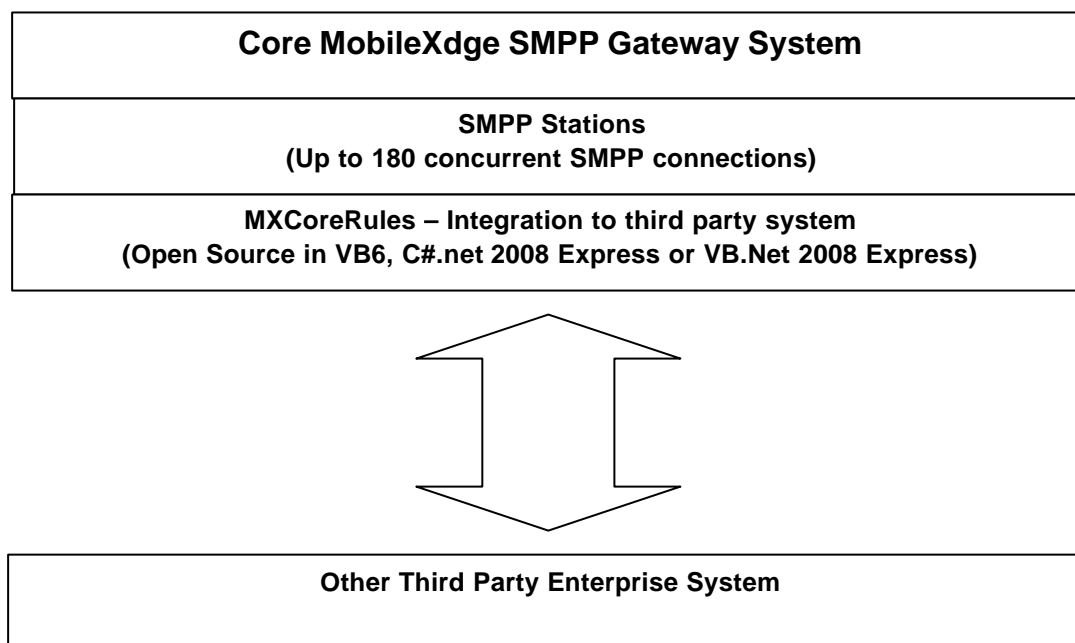 Core MobileXdge SMPP Gateway System
SMPP Stations
(Up to 180 concurrent SMPP connections)
MXCoreRules – Integration to third party system
(Open Source in VB6, C#.net 2008 Express or VB.Net 2008 Express)
Other Third Party Enterprise System